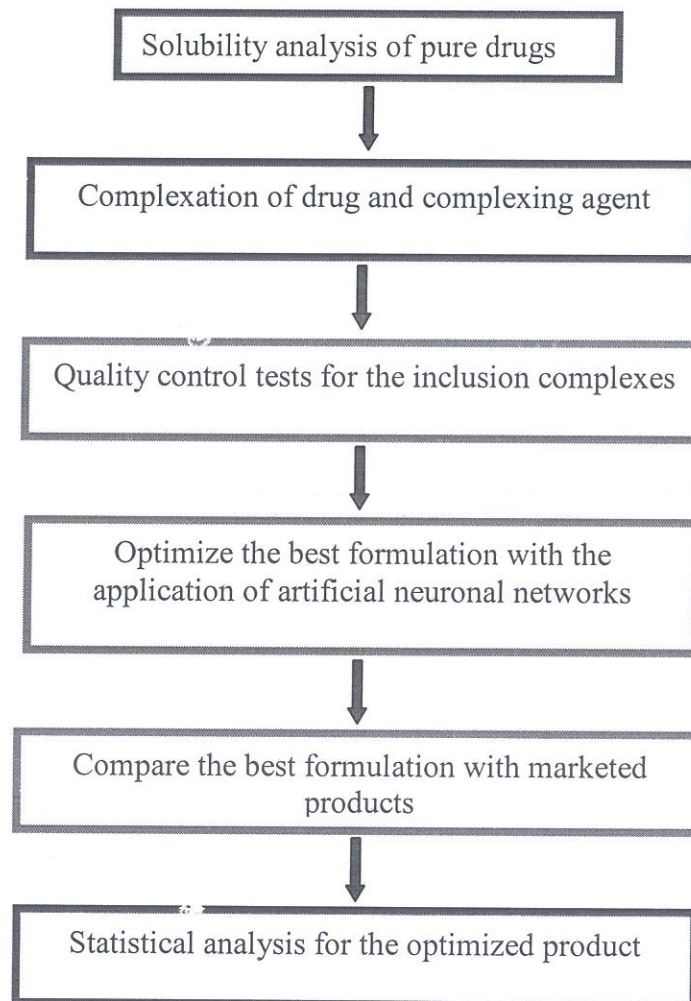 Solubility analysis of pure drugs
Complexation of drug and complexing agent
Quality control tests for the inclusion complexes
Optimize the best formulation with the
application of artificial neuronal networks
Compare the best formulation with marketed
products
Statistical analysis for the optimized product